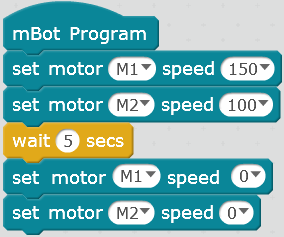 mBot Program
set motor M1 speed 150
set motor M2 speed 100
wait 5 secs
set motor M1 speed 0
set motor M2 speed 0